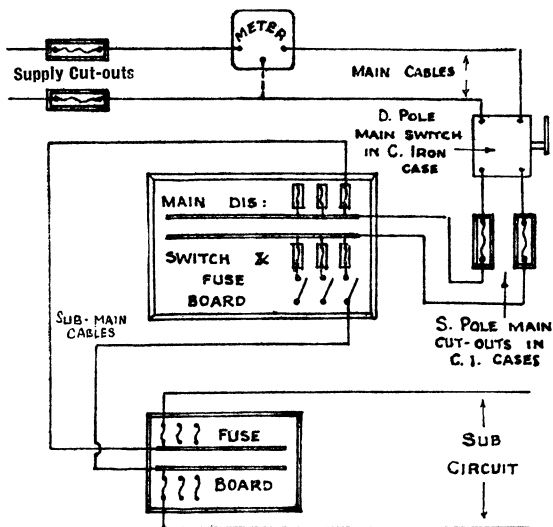 METER
Supply Cut-outs
MAIN CABLES
D. POLE
MAIN SWITCH
IN C. IRON
CASE
MAIN DIS:
SWITCH &
FUSE
BOARD
SUB-MAIN
CABLES
S. POLE MAIN
CUT-OUTS IN
C.I. CASES
FUSE
BOARD
SUB
CIRCUIT